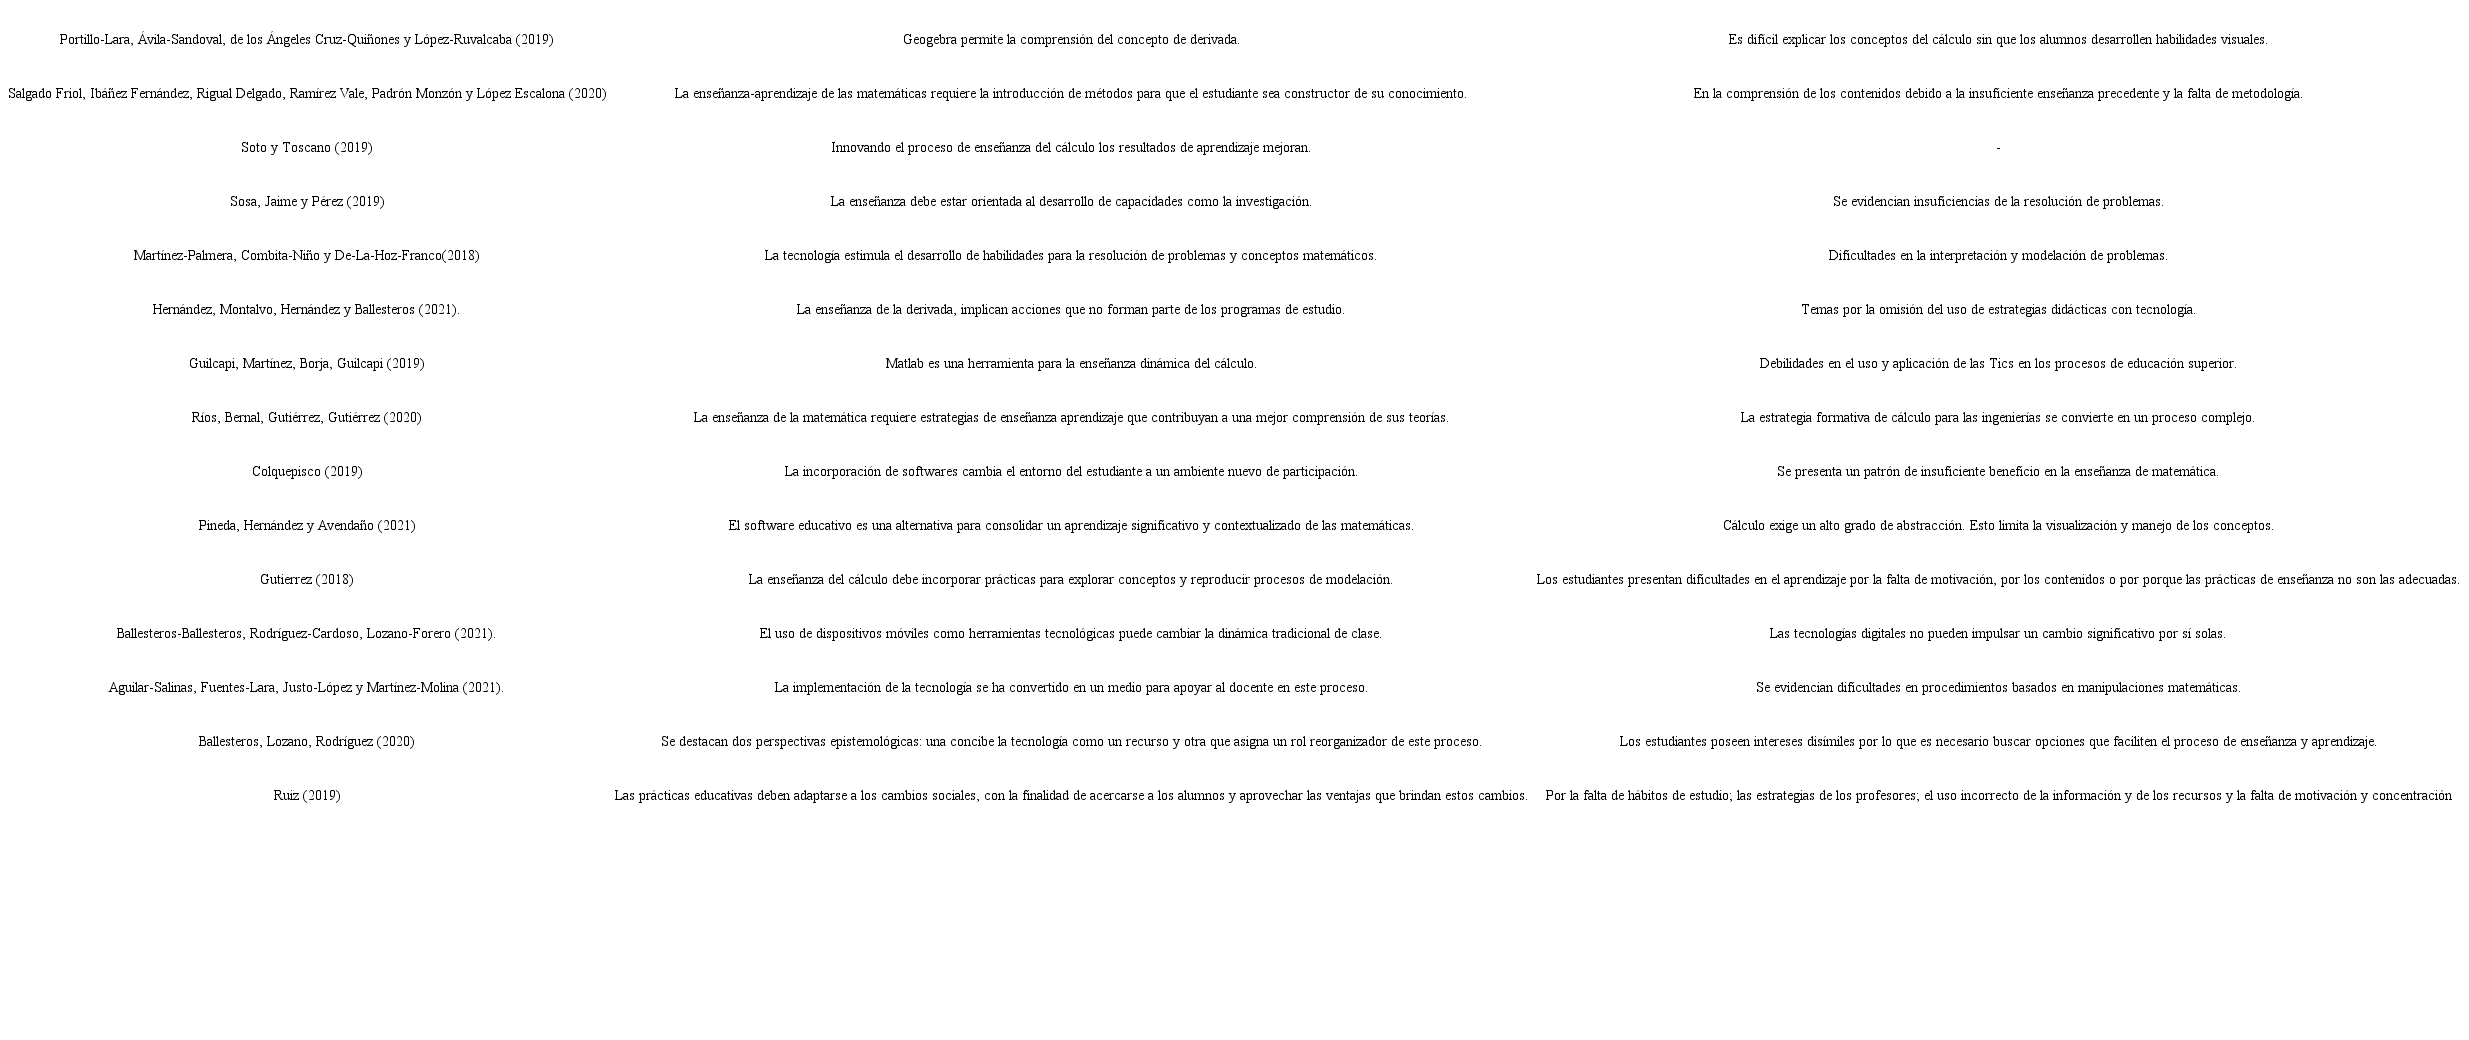 Portillo-Lara, Ávila-Sandoval, de los Ángeles Cruz-Quiñones y López-Ruvalcaba (2019) Geogebra permite la comprensión del concepto de derivada. Es difícil explicar los conceptos del cálculo sin que los alumnos desarrollen habilidades visuales.
Salgado Friol, Ibáñez Fernández, Rigual Delgado, Ramírez Vale, Padrón Monzón y López Escalona (2020) La enseñanza-aprendizaje de las matemáticas requiere la introducción de métodos para que el estudiante sea constructor de su conocimiento. En la comprensión de los contenidos debido a la insuficiente enseñanza precedente y la falta de metodología.
Soto y Toscano (2019) Innovando el proceso de enseñanza del cálculo los resultados de aprendizaje mejoran. -
Sosa, Jaime y Pérez (2019) La enseñanza debe estar orientada al desarrollo de capacidades como la investigación. Se evidencian insuficiencias de la resolución de problemas.
Martínez-Palmera, Combita-Niño y De-La-Hoz-Franco(2018) La tecnología estimula el desarrollo de habilidades para la resolución de problemas y conceptos matemáticos. Dificultades en la interpretación y modelación de problemas.
Hernández, Montalvo, Hernández y Ballesteros (2021). La enseñanza de la derivada, implican acciones que no forman parte de los programas de estudio. Temas por la omisión del uso de estrategias didácticas con tecnología.
Guilcapi, Martínez, Borja, Guilcapi (2019) Matlab es una herramienta para la enseñanza dinámica del cálculo. Debilidades en el uso y aplicación de las Tics en los procesos de educación superior.
Ríos, Bernal, Gutiérrez, Gutiérrez (2020) La enseñanza de la matemática requiere estrategias de enseñanza aprendizaje que contribuyan a una mejor comprensión de sus teorías. La estrategia formativa de cálculo para las ingenierías se convierte en un proceso complejo.
Colquepisco (2019) La incorporación de softwares cambia el entorno del estudiante a un ambiente nuevo de participación. Se presenta un patrón de insuficiente beneficio en la enseñanza de matemática.
Pineda, Hernández y Avendaño (2021) El software educativo es una alternativa para consolidar un aprendizaje significativo y contextualizado de las matemáticas. Cálculo exige un alto grado de abstracción. Esto limita la visualización y manejo de los conceptos.
Gutierrez (2018) La enseñanza del cálculo debe incorporar prácticas para explorar conceptos y reproducir procesos de modelación. Los estudiantes presentan dificultades en el aprendizaje por la falta de motivación, por los contenidos o por porque las prácticas de enseñanza no son las adecuadas.
Ballesteros-Ballesteros, Rodríguez-Cardoso, Lozano-Forero (2021). El uso de dispositivos móviles como herramientas tecnológicas puede cambiar la dinámica tradicional de clase. Las tecnologías digitales no pueden impulsar un cambio significativo por sí solas.
Aguilar-Salinas, Fuentes-Lara, Justo-López y Martínez-Molina (2021). La implementación de la tecnología se ha convertido en un medio para apoyar al docente en este proceso. Se evidencian dificultades en procedimientos basados en manipulaciones matemáticas.
Ballesteros, Lozano, Rodríguez (2020) Se destacan dos perspectivas epistemológicas: una concibe la tecnología como un recurso y otra que asigna un rol reorganizador de este proceso. Los estudiantes poseen intereses disímiles por lo que es necesario buscar opciones que faciliten el proceso de enseñanza y aprendizaje.
Ruiz (2019) Las prácticas educativas deben adaptarse a los cambios sociales, con la finalidad de acercarse a los alumnos y aprovechar las ventajas que brindan estos cambios. Por la falta de hábitos de estudio; las estrategias de los profesores; el uso incorrecto de la información y de los recursos y la falta de motivación y concentración